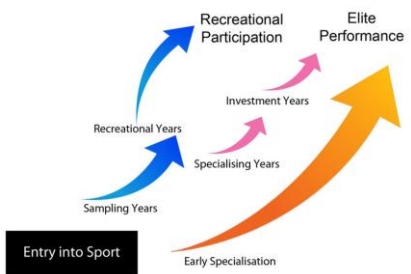 Recreational
Participation
Elite
Performance
Investment Years
Recreational Years
Specialising Years
Sampling Years
Entry into Sport
Early Specialisation